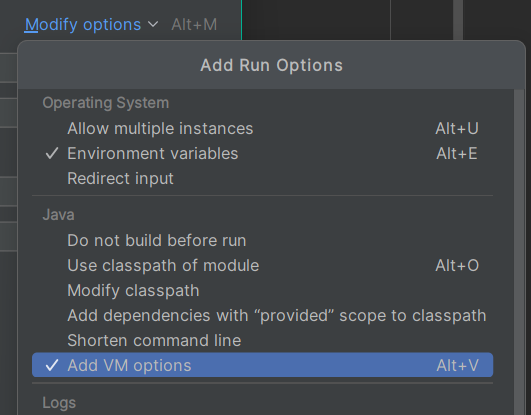 Modify options Alt+M
Add Run Options
Operating System
Allow multiple instances Alt+U
Environment variables Alt+E
Redirect input
Java
Do not build before run
Use classpath of module Alt+O
Modify classpath
Add dependencies with “provided” scope to classpath
Shorten command line
Add VM options Alt+V
Logs